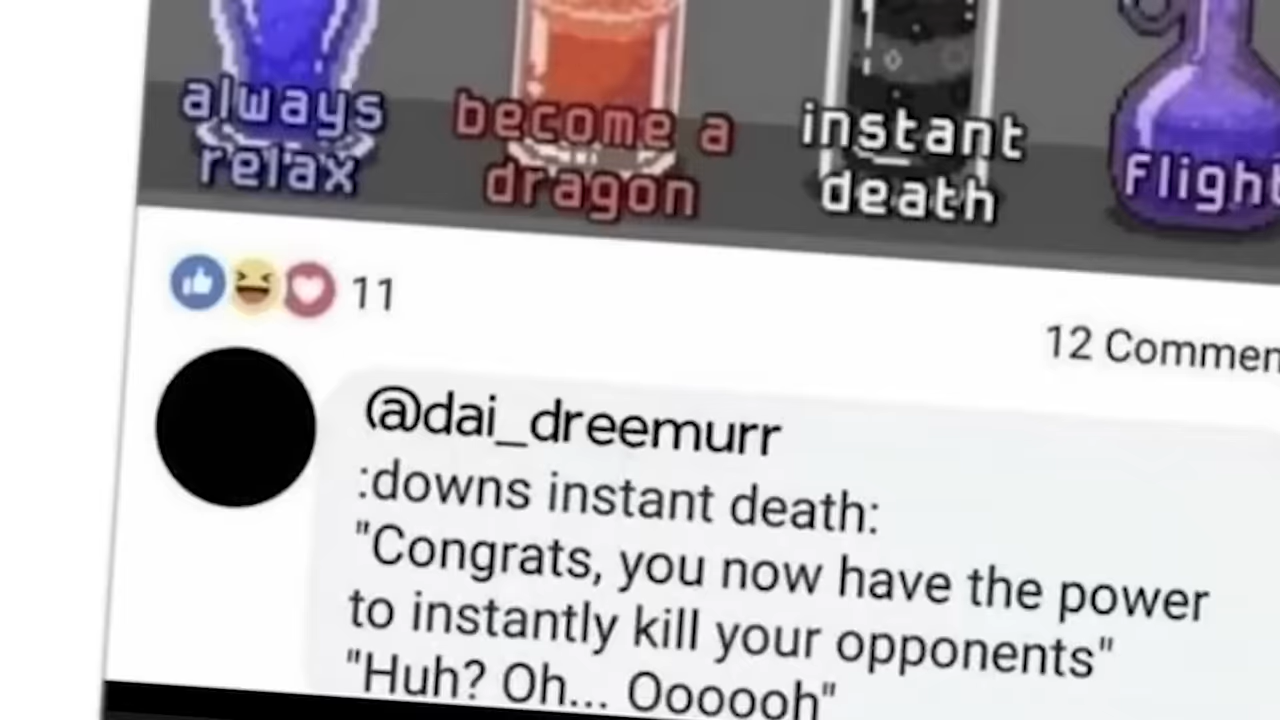 always
relax
become a
dragon
instant
death
Flight
11
12 Commen
@dai_dreemurr
:downs instant death:
"Congrats, you now have the power
to instantly kill your opponents"
"Huh? Oh... Oooooh"